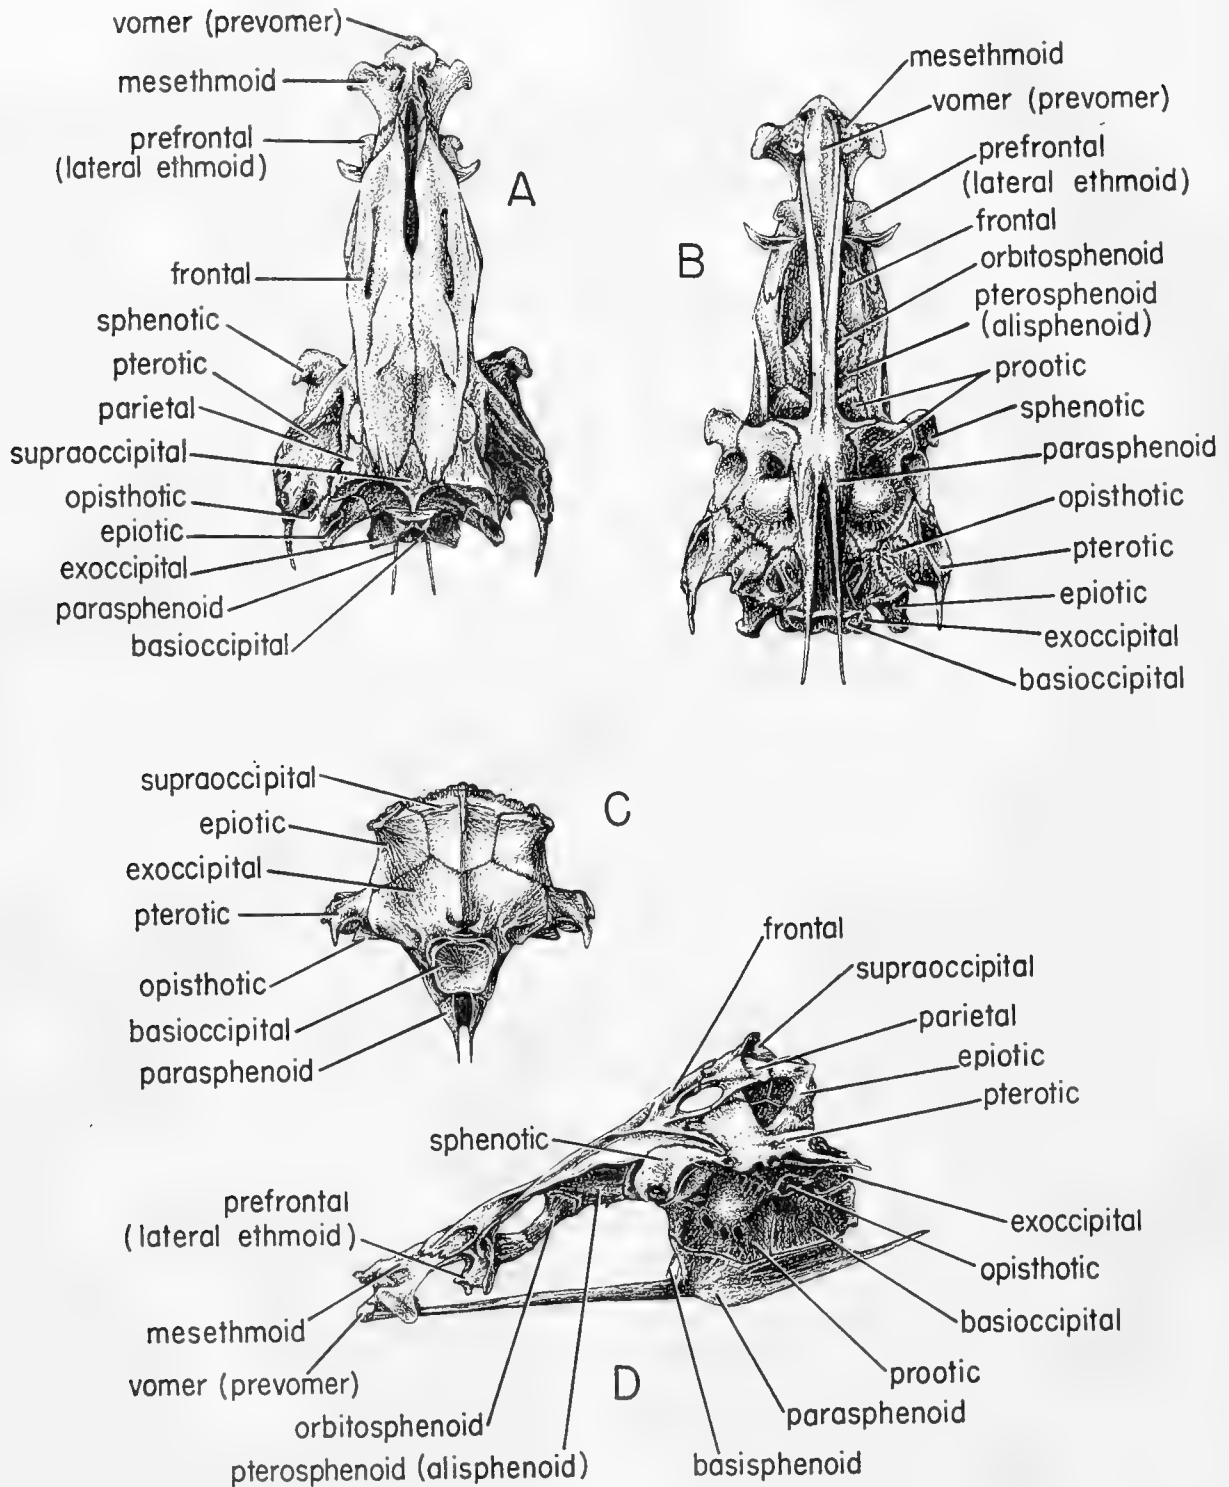 vomer (prevomer)
mesethmoid
prefrontal
(lateral ethmoid)
frontal
sphenotic
pterotic
parietal
supraoccipital
opisthotic
epiotic
exoccipital
parasphenoid
basioccipital
A
mesethmoid
vomer (prevomer)
prefrontal
(lateral ethmoid)
frontal
orbitosphenoid
pterosphenoid
(alisphenoid)
prootic
sphenotic
parasphenoid
opisthotic
pterotic
epiotic
exoccipital
basioccipital
B
supraoccipital
epiotic
exoccipital
pterotic
opisthotic
basioccipital
parasphenoid
C
frontal
supraoccipital
parietal
epiotic
pterotic
sphenotic
prefrontal
(lateral ethmoid)
mesethmoid
vomer (prevomer)
orbitosphenoid
pterosphenoid (alisphenoid)
exoccipital
opisthotic
basioccipital
prootic
parasphenoid
basisphenoid
D